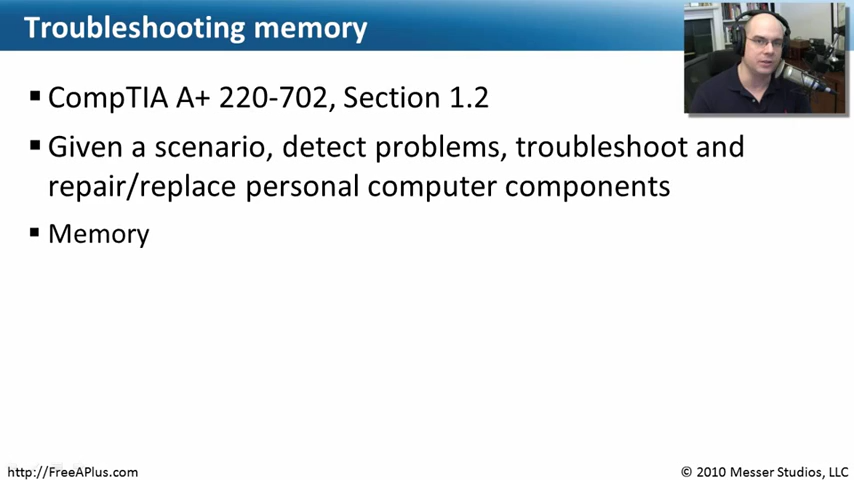 Troubleshooting memory
▪ CompTIA A+ 220-702, Section 1.2
▪ Given a scenario, detect problems, troubleshoot and
repair/replace personal computer components
▪ Memory
http://FreeAPlus.com
© 2010 Messer Studios, LLC